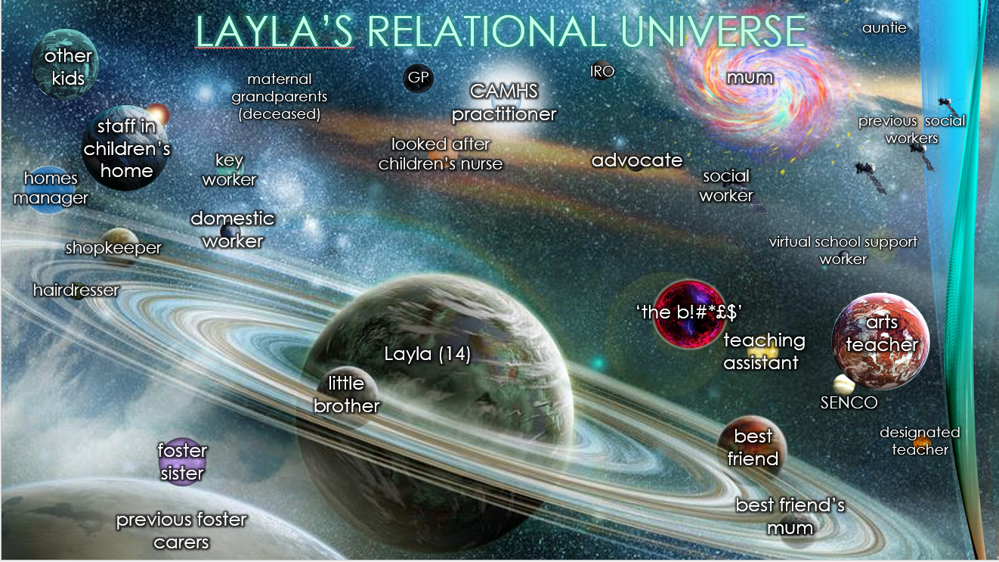 LAYLA’S RELATIONAL UNIVERSE
auntie
other
kids
maternal
grandparents
(deceased)
GP
CAMHS
practitioner
IRO
mum
staff in
children’s
home
looked after
children’s nurse
previous social
workers
key
worker
advocate
social
worker
homes
manager
domestic
worker
shopkeeper
virtual school support
worker
hairdresser
‘the b!#*£$’
teaching
assistant
arts
teacher
Layla (14)
little
brother
SENCO
best
friend
designated
teacher
foster
sister
best friend’s
mum
previous foster
carers